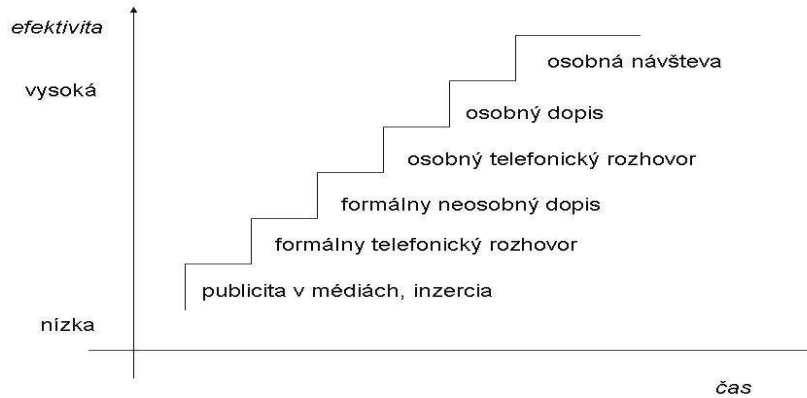 efektivita
osobná návšteva
vysoká
osobný dopis
osobný telefonický rozhovor
formálny neosobný dopis
formálny telefonický rozhovor
publicita v médiách, inzercia
nízka
čas